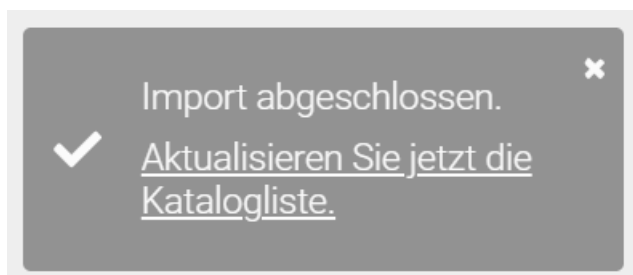 Import abgeschlossen.
Aktualisieren Sie jetzt die
Katalogliste.